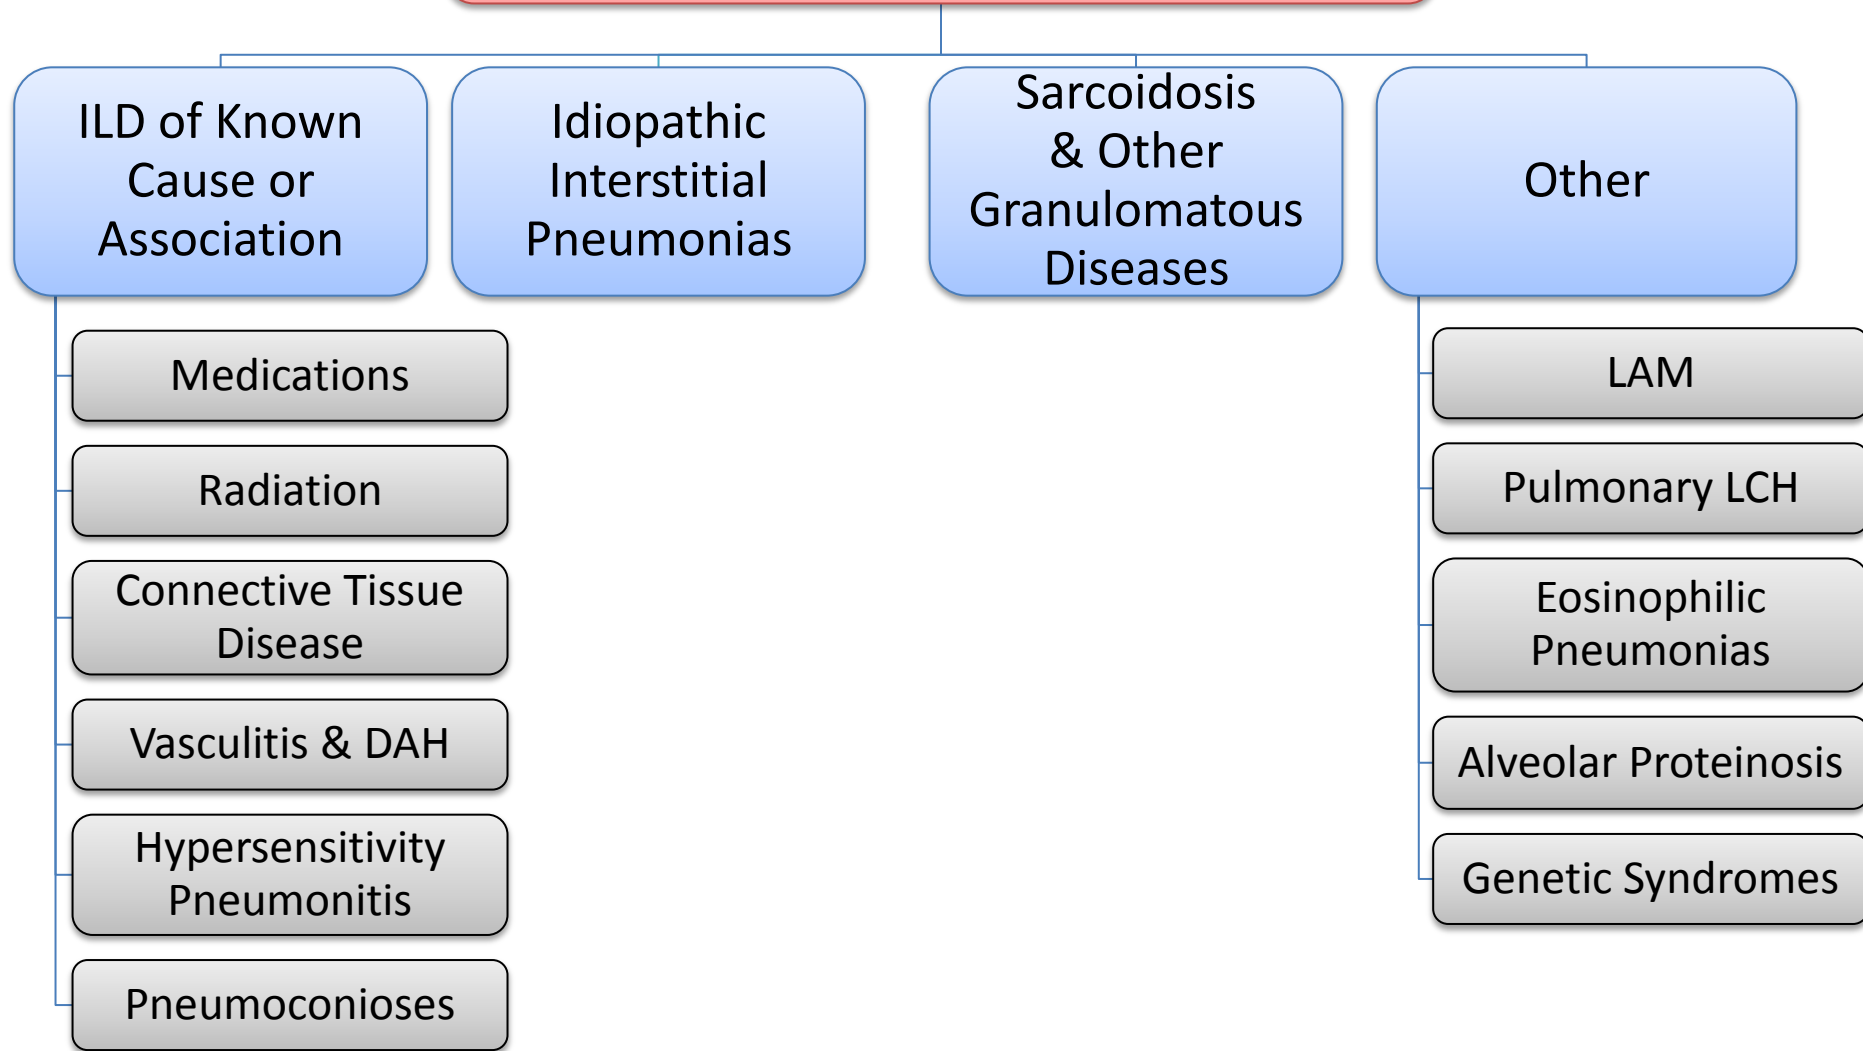 ILD of Known
Cause or
Association
Idiopathic
Interstitial
Pneumonias
Sarcoidosis
& Other
Granulomatous
Diseases
Other
Medications
Radiation
Connective Tissue
Disease
Vasculitis & DAH
Hypersensitivity
Pneumonitis
Pneumoconioses
LAM
Pulmonary LCH
Eosinophilic
Pneumonias
Alveolar Proteinosis
Genetic Syndromes